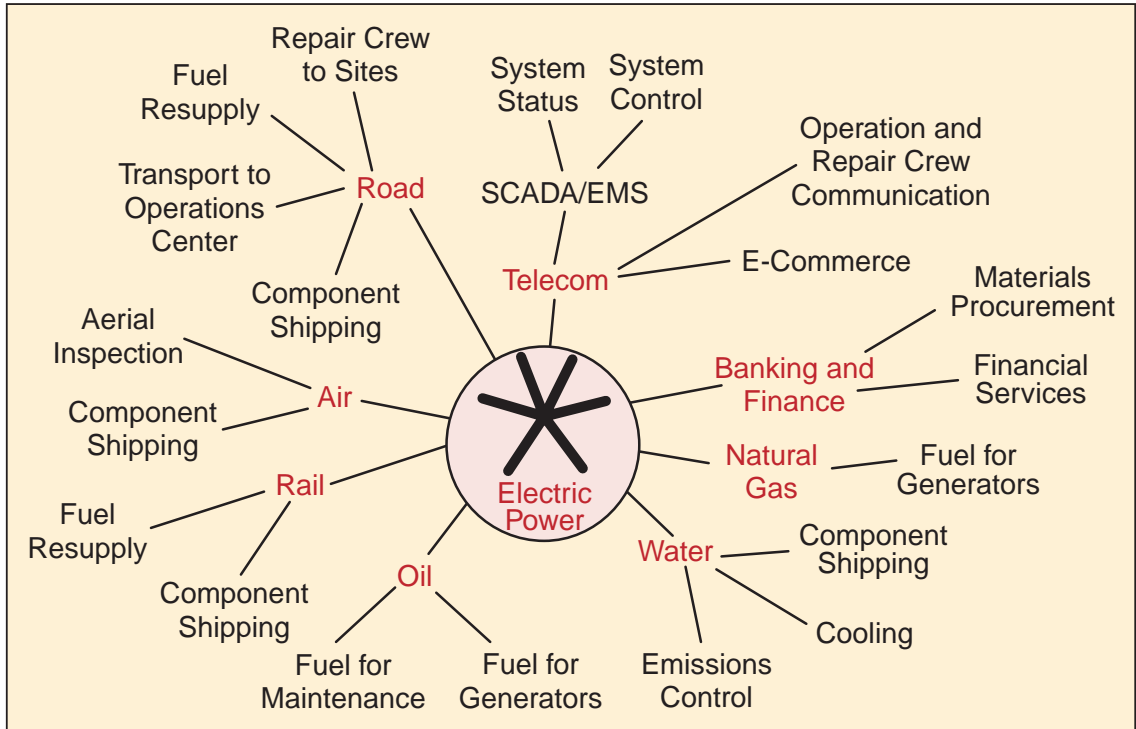 Repair Crew
to Sites
Fuel
Resupply
Transport to
Operations
Center
Road
Component
Shipping
System
Status
System
Control
SCADA/EMS
Telecom
Operation and
Repair Crew
Communication
E-Commerce
Materials
Procurement
Banking and
Finance
Financial
Services
Aerial
Inspection
Air
Component
Shipping
Electric
Power
Natural
Gas
Fuel for
Generators
Rail
Fuel
Resupply
Component
Shipping
Water
Component
Shipping
Cooling
Emissions
Control
Oil
Fuel for
Maintenance
Fuel for
Generators